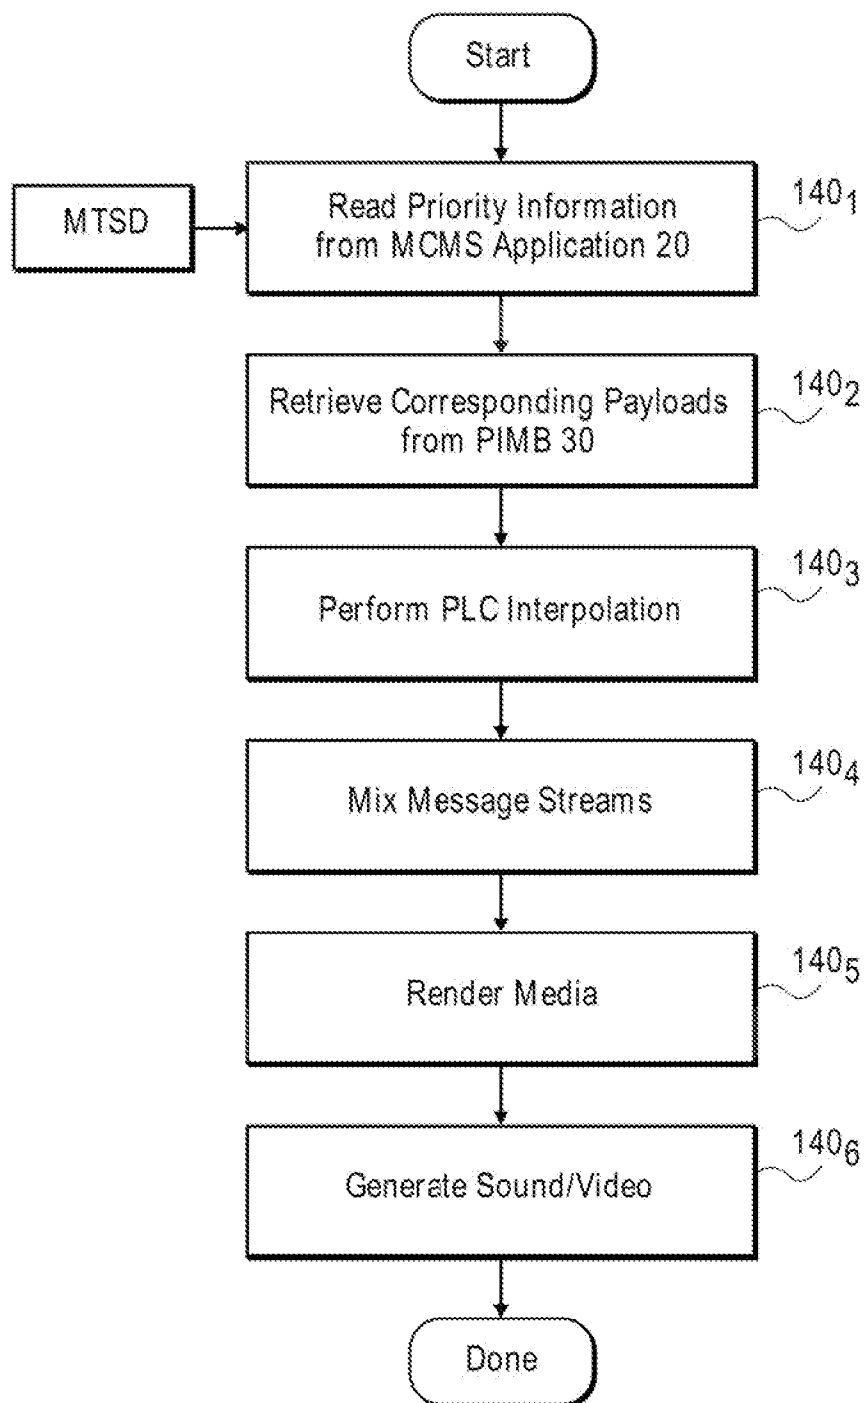 Start
MTSD
Read Priority Information
from MCMS Application 20
140₁
Retrieve Corresponding Payloads
from PIMB 30
140₂
Perform PLC Interpolation
140₃
Mix Message Streams
140₄
Render Media
140₅
Generate Sound/Video
140₆
Done